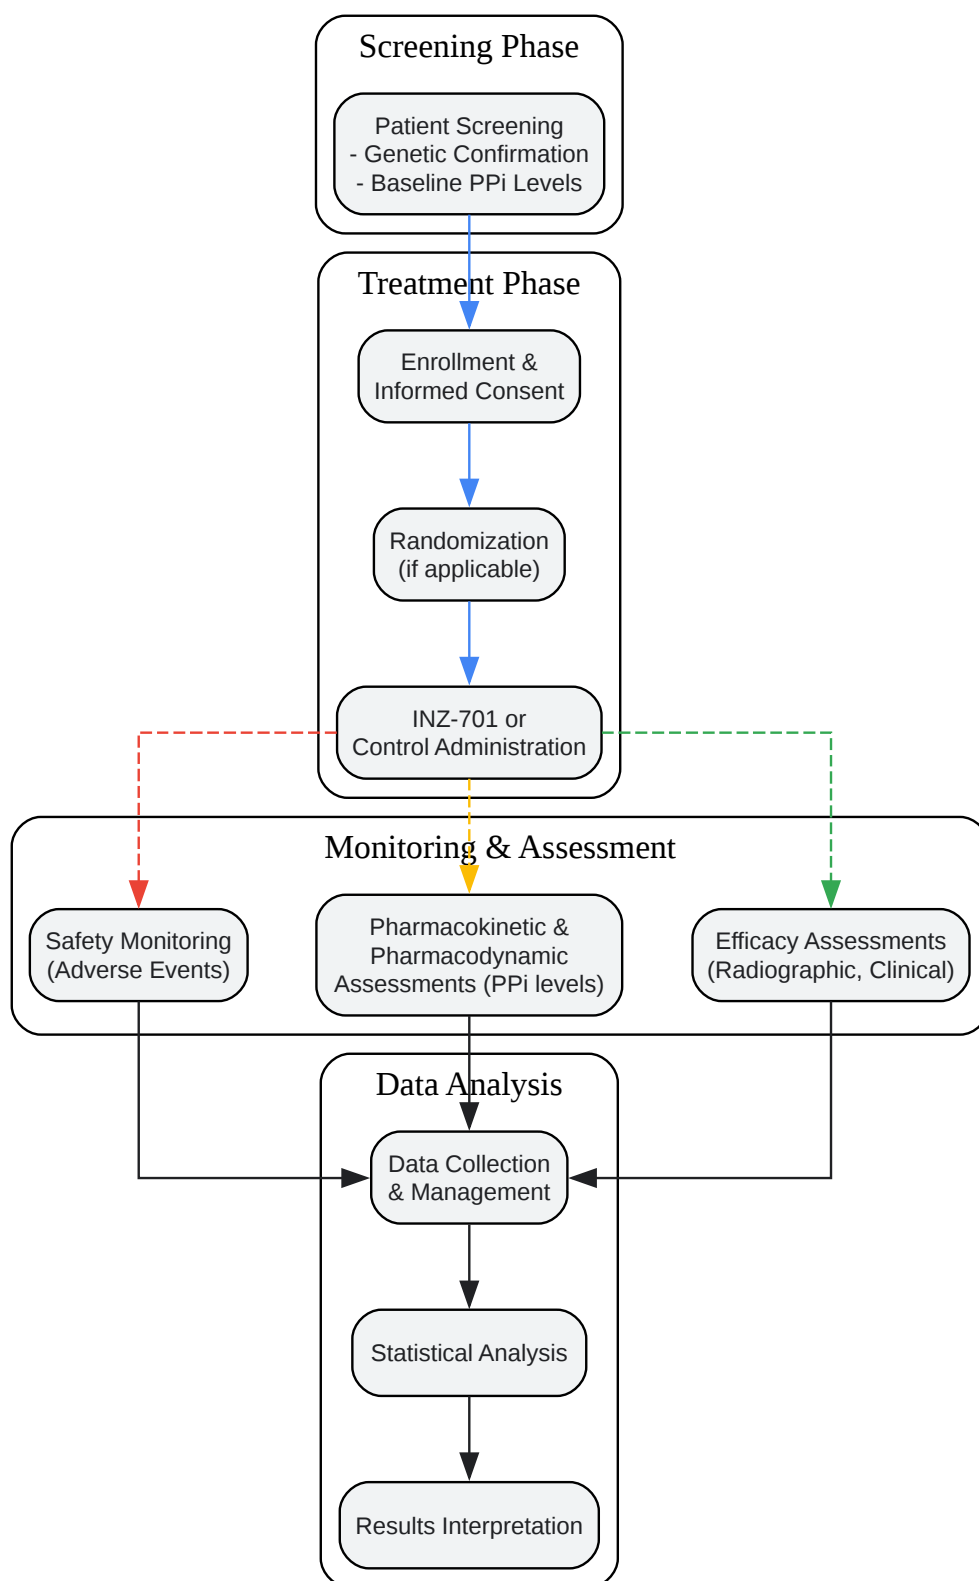 Screening Phase
Patient Screening
- Genetic Confirmation
- Baseline PPi Levels
Treatment Phase
Enrollment &
Informed Consent
Randomization
(if applicable)
INZ-701 or
Control Administration
Monitoring & Assessment
Safety Monitoring
(Adverse Events)
Pharmacokinetic &
Pharmacodynamic
Assessments (PPi levels)
Efficacy Assessments
(Radiographic, Clinical)
Data Analysis
Data Collection
& Management
Statistical Analysis
Results Interpretation